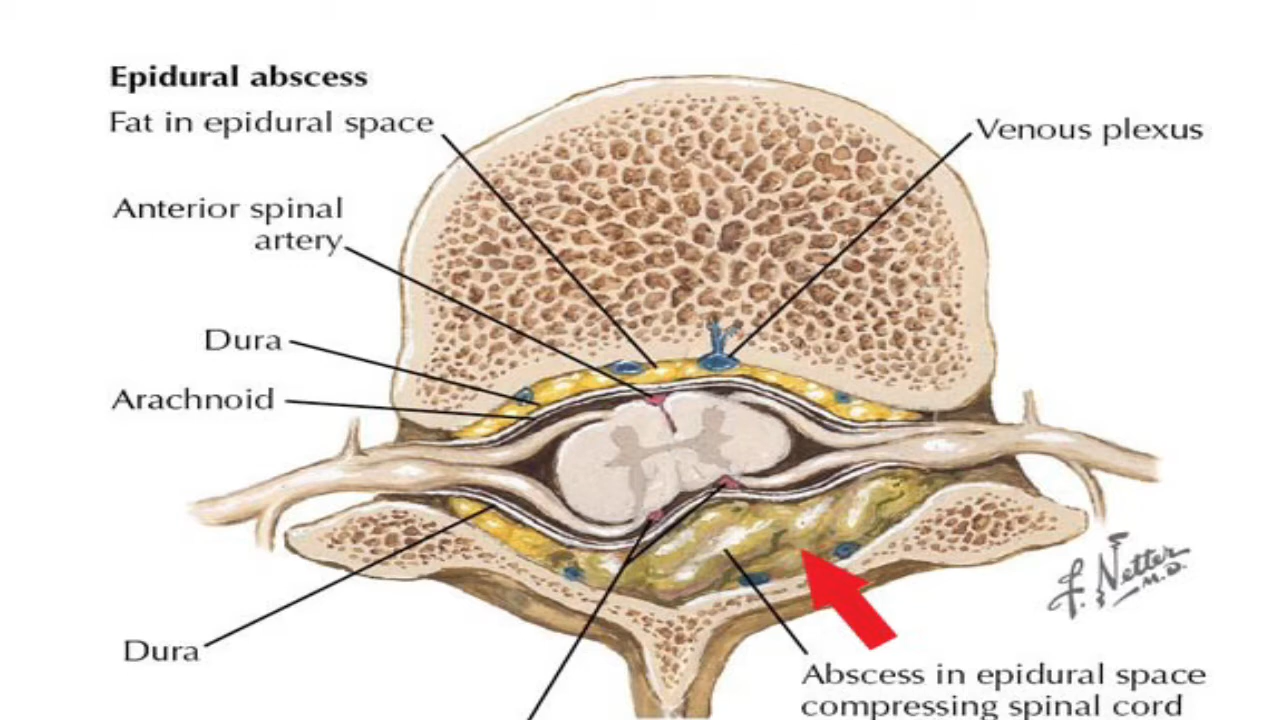 Epidural abscess
Fat in epidural space
Venous plexus
Anterior spinal
artery
Dura
Arachnoid
Dura
Abscess in epidural space
compressing spinal cord
F. Netter
M.D.